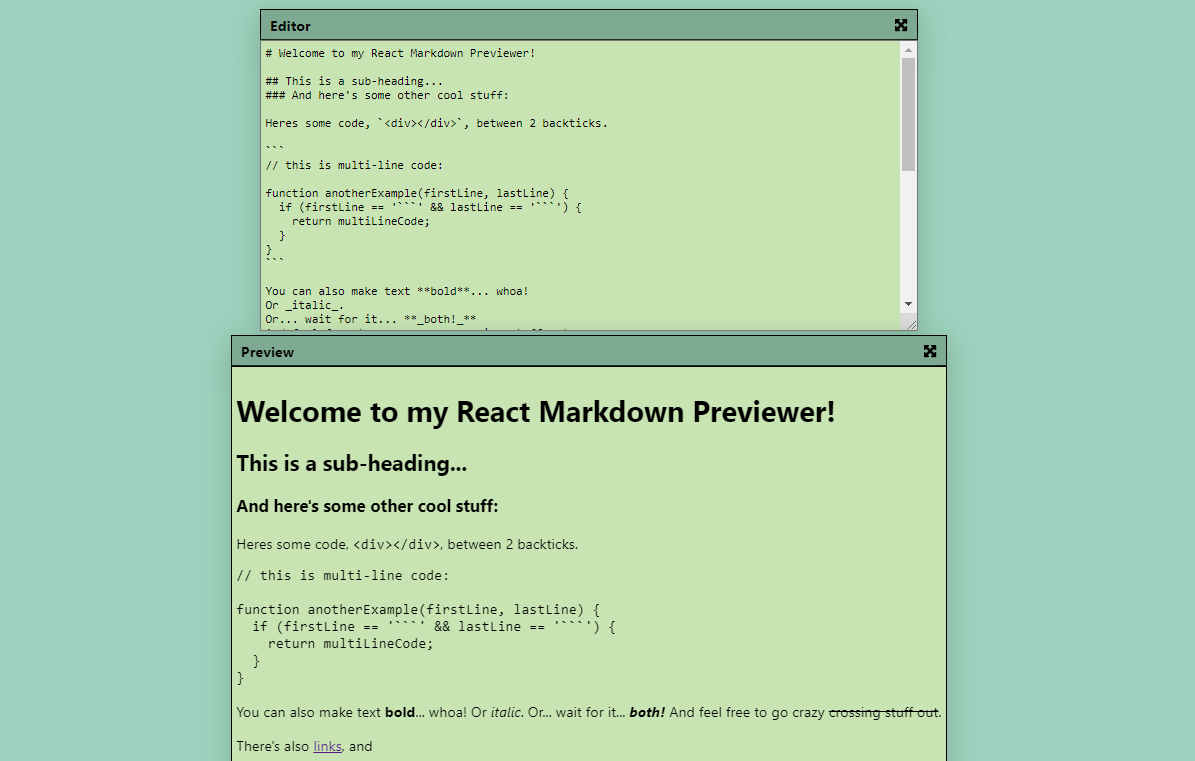 Editor
# Welcome to my React Markdown Previewer!
## This is a sub-heading...
### And here's some other cool stuff:
Heres some code, `<div></div>`, between 2 backticks.
```
// this is multi-line code:
function anotherExample(firstLine, lastLine) {
  if (firstLine == '```' && lastLine == '```') {
    return multiLineCode;
  }
}
```
You can also make text **bold**... whoa!
Or _italic_.
Or... wait for it... **_both!_**
Preview
Welcome to my React Markdown Previewer!
This is a sub-heading...
And here's some other cool stuff:
Heres some code, <div></div>, between 2 backticks.
// this is multi-line code:
function anotherExample(firstLine, lastLine) {
  if (firstLine == '```' && lastLine == '```') {
    return multiLineCode;
  }
}
You can also make text bold... whoa! Or italic. Or... wait for it... both! And feel free to go crazy crossing stuff out.
There's also links, and